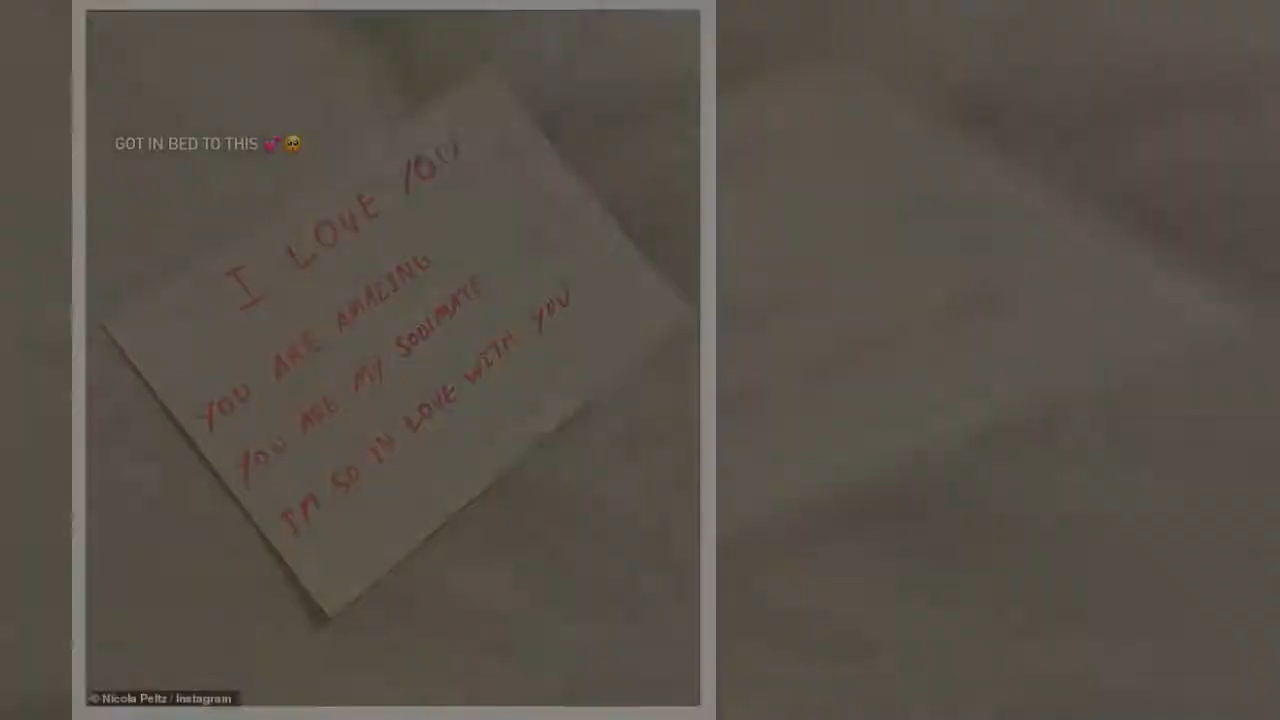 GOT IN BED TO THIS 💕🥺
I LOVE YOU
YOU ARE AMAZING
YOU ARE MY SOULMATE
I'M SO IN LOVE WITH YOU
© Nicola Peltz / Instagram